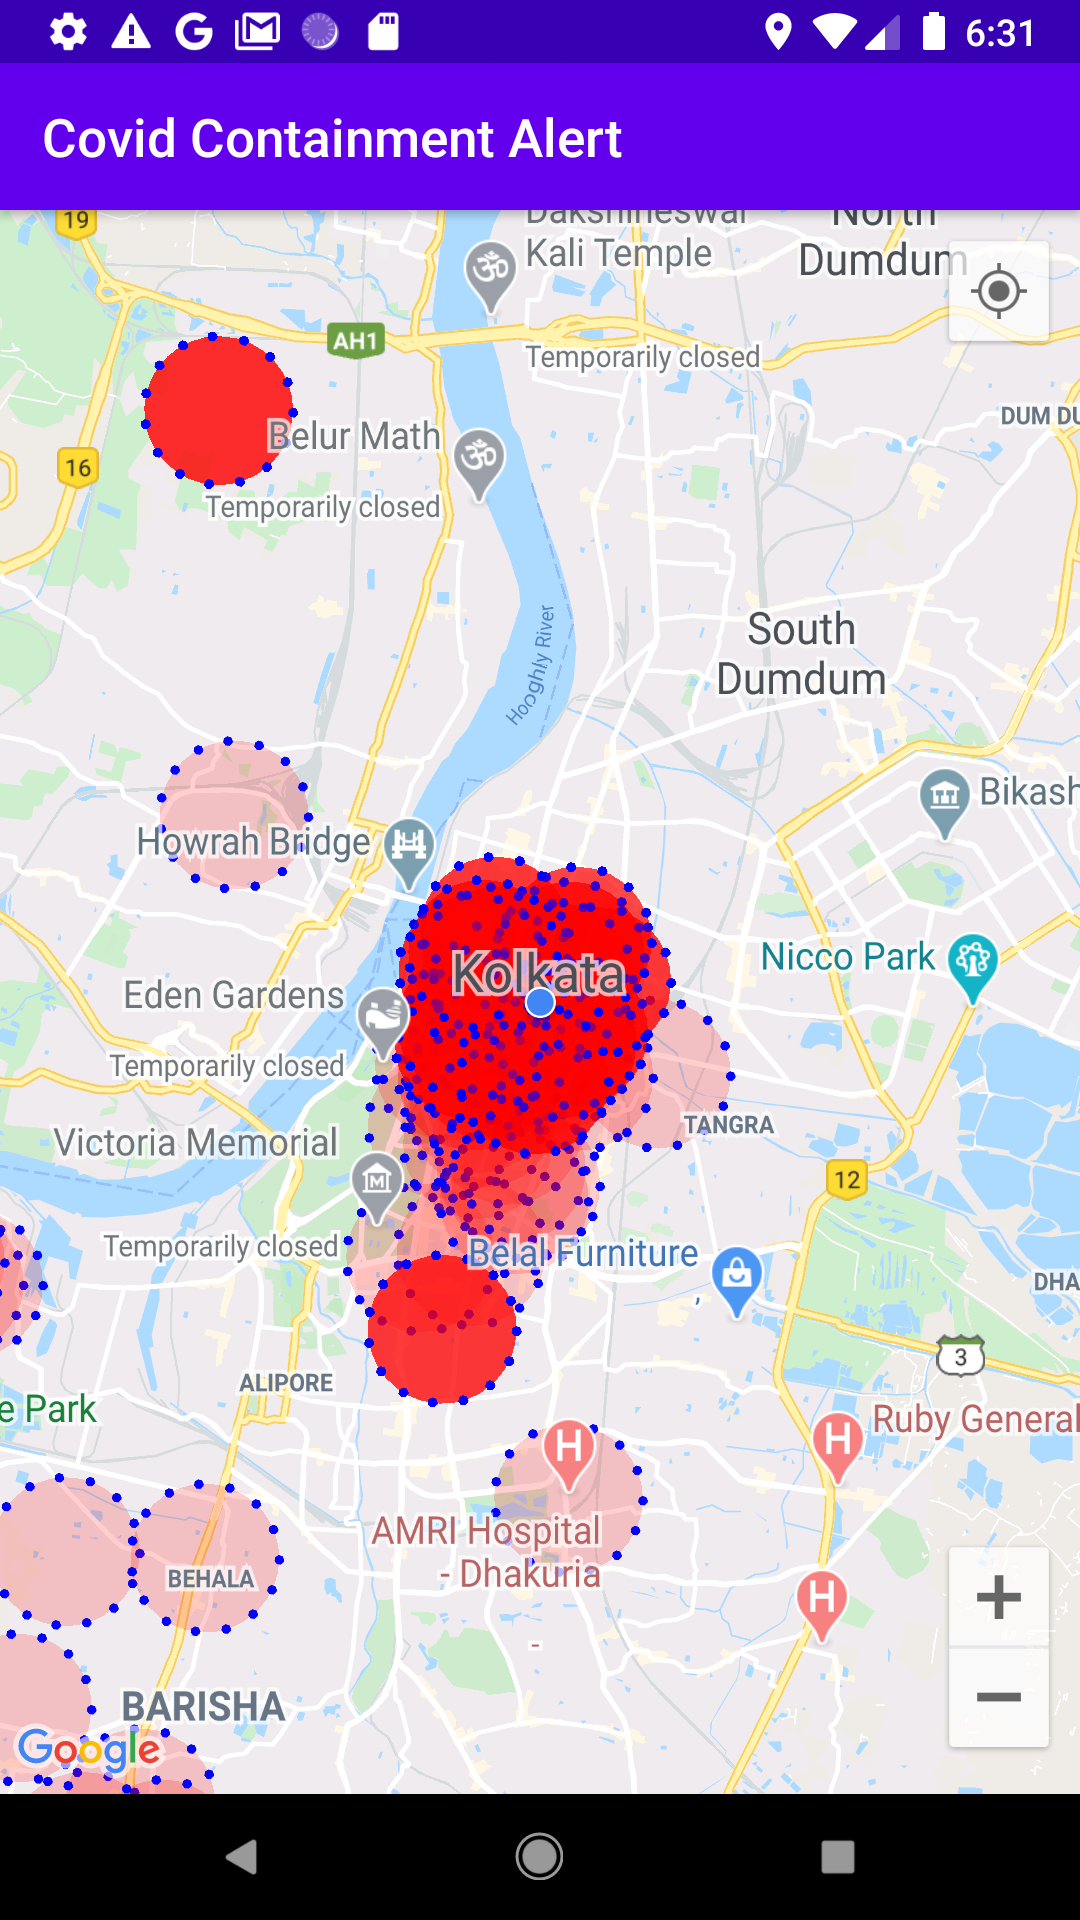 6:31
Covid Containment Alert
19
Dakshineswar
Kali Temple
North
Dumdum
AH1
Temporarily closed
DUM DU
Belur Math
16
Temporarily closed
Hooghly River
South
Dumdum
Bikash
Howrah Bridge
Nicco Park
Kolkata
Eden Gardens
Temporarily closed
TANGRA
Victoria Memorial
12
Temporarily closed
Belal Furniture
,
DHA
3
ALIPORE
e Park
H
H
Ruby General
AMRI Hospital
- Dhakuria
BEHALA
H
-
BARISHA
Google